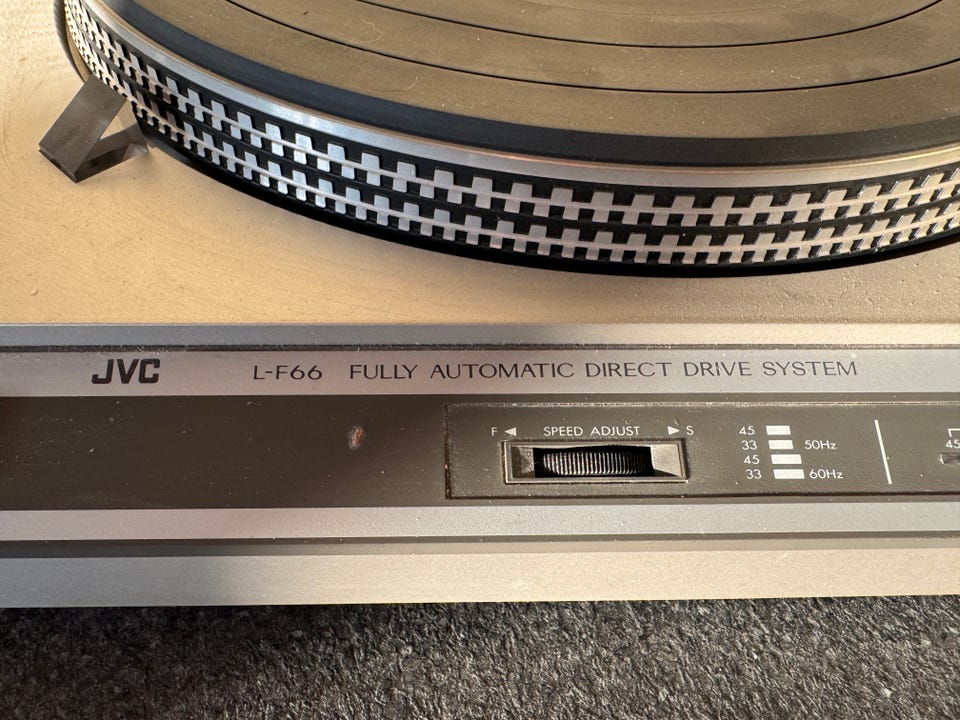 JVC L-F66 FULLY AUTOMATIC DIRECT DRIVE SYSTEM
F ◄ SPEED ADJUST ► S
45
33 50Hz
45
33 60Hz
45